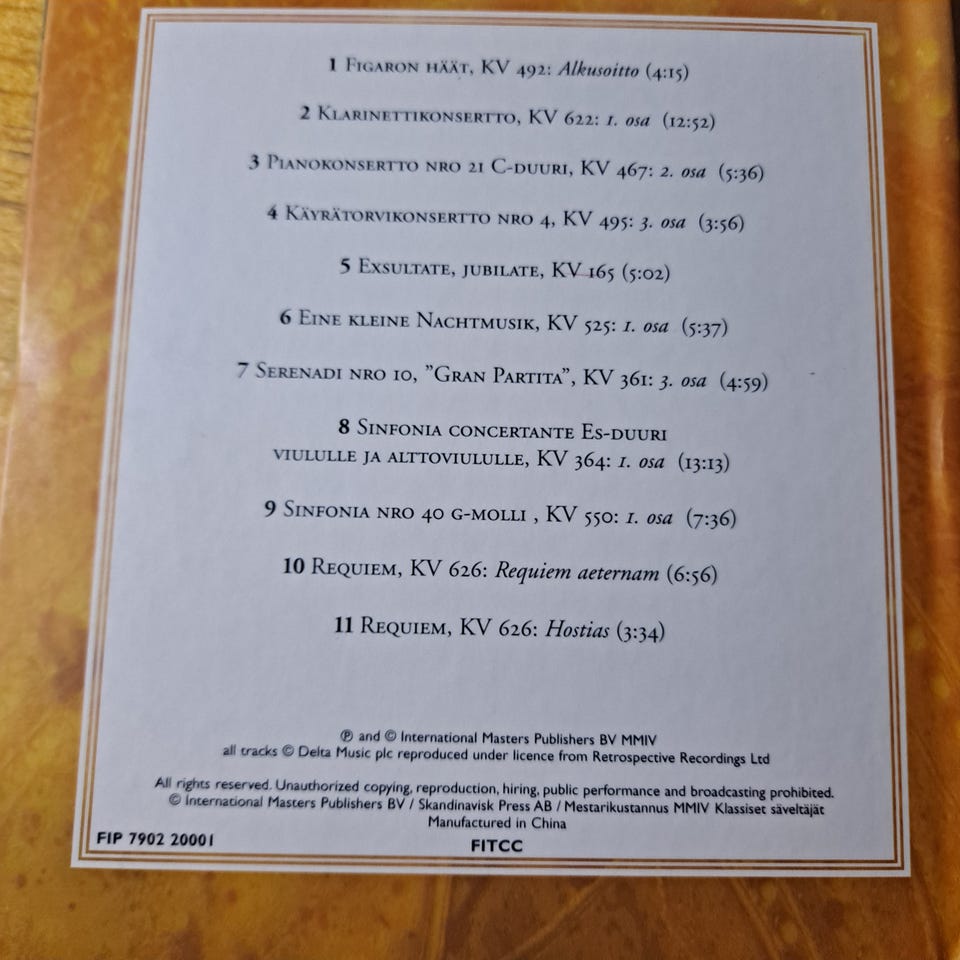 1 Figaron häät, KV 492: Alkusoitto (4:15)
2 Klarinettikonsertto, KV 622: 1. osa (12:52)
3 Pianokonsertto nro 21 C-duuri, KV 467: 2. osa (5:36)
4 Käyrätorvikonsertto nro 4, KV 495: 3. osa (3:56)
5 Exsultate, jubilate, KV 165 (5:02)
6 Eine kleine Nachtmusik, KV 525: 1. osa (5:37)
7 Serenadi nro 10, ”Gran Partita”, KV 361: 3. osa (4:59)
8 Sinfonia concertante Es-duuri
viululle ja alttoviululle, KV 364: 1. osa (13:13)
9 Sinfonia nro 40 g-molli , KV 550: 1. osa (7:36)
10 Requiem, KV 626: Requiem aeternam (6:56)
11 Requiem, KV 626: Hostias (3:34)
℗ and © International Masters Publishers BV MMIV
all tracks © Delta Music plc reproduced under licence from Retrospective Recordings Ltd
All rights reserved. Unauthorized copying, reproduction, hiring, public performance and broadcasting prohibited.
© International Masters Publishers BV / Skandinavisk Press AB / Mestarikustannus MMIV Klassiset säveltäjät
Manufactured in China
FIP 7902 20001
FITCC